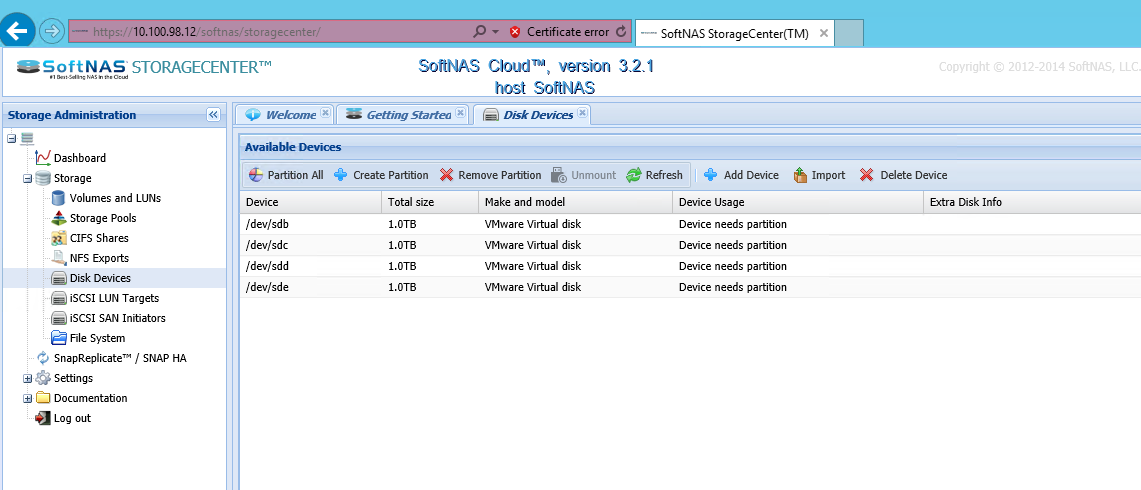 https://10.100.98.12/softnas/storagecenter/ Certificate error SoftNAS StorageCenter(TM)
SoftNAS STORAGECENTER™
#1 Best-Selling NAS in the Cloud
SoftNAS Cloud™, version 3.2.1
host SoftNAS
Copyright © 2012-2014 SoftNAS, LLC.
Storage Administration
Dashboard
Storage
Volumes and LUNs
Storage Pools
CIFS Shares
NFS Exports
Disk Devices
iSCSI LUN Targets
iSCSI SAN Initiators
File System
SnapReplicate™ / SNAP HA
Settings
Documentation
Log out
Welcome Getting Started Disk Devices
Available Devices
Partition All Create Partition Remove Partition Unmount Refresh Add Device Import Delete Device
Device Total size Make and model Device Usage Extra Disk Info
/dev/sdb 1.0TB VMware Virtual disk Device needs partition
/dev/sdc 1.0TB VMware Virtual disk Device needs partition
/dev/sdd 1.0TB VMware Virtual disk Device needs partition
/dev/sde 1.0TB VMware Virtual disk Device needs partition